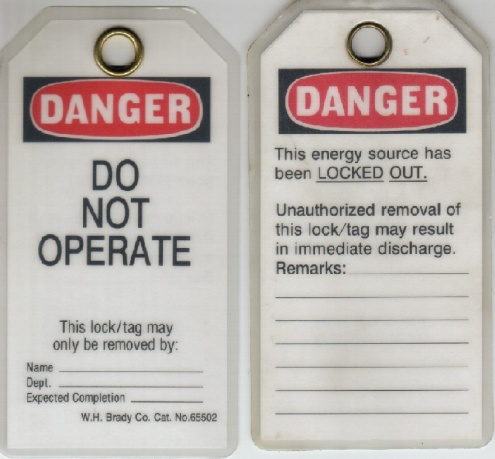 DANGER
DO
NOT
OPERATE
This lock/tag may
only be removed by:
Name
Dept.
Expected Completion
W.H. Brady Co. Cat. No.65502
DANGER
This energy source has
been LOCKED OUT.
Unauthorized removal of
this lock/tag may result
in immediate discharge.
Remarks: